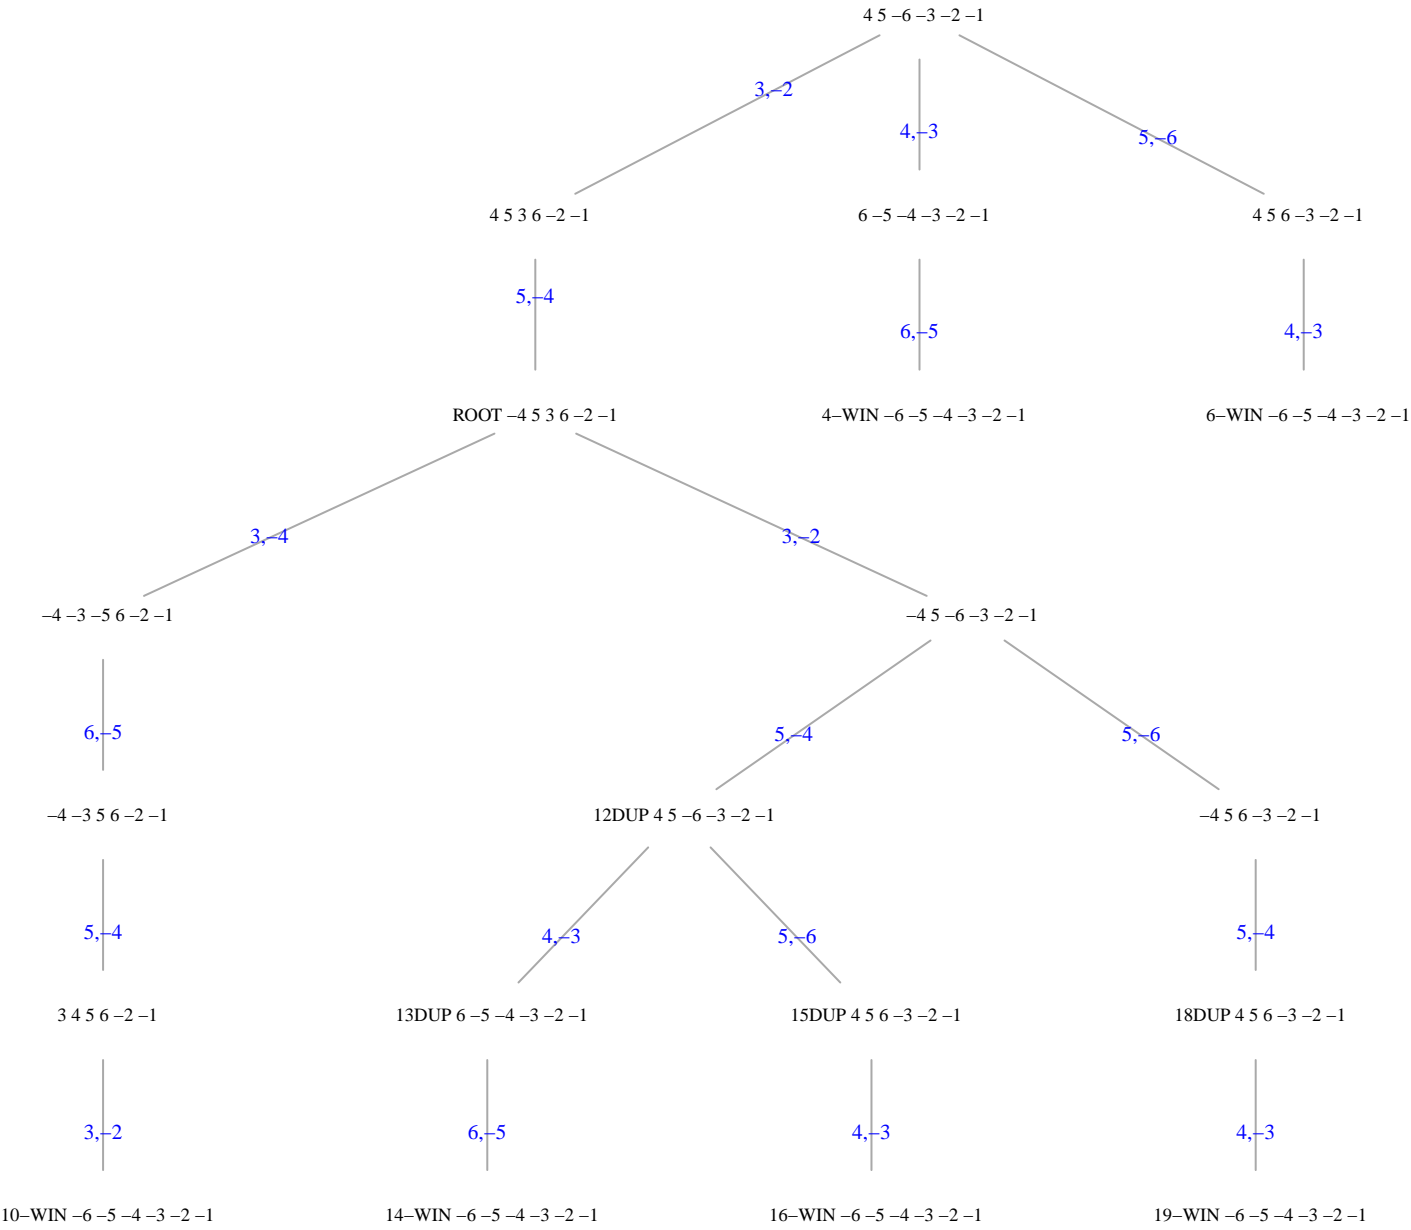 4 5 –6 –3 –2 –1
3,–2
4,–3
5,–6
4 5 3 6 –2 –1
6 –5 –4 –3 –2 –1
4 5 6 –3 –2 –1
5,–4
6,–5
4,–3
ROOT –4 5 3 6 –2 –1
4–WIN –6 –5 –4 –3 –2 –1
6–WIN –6 –5 –4 –3 –2 –1
3,–4
3,–2
–4 –3 –5 6 –2 –1
–4 5 –6 –3 –2 –1
6,–5
5,–4
5,–6
–4 –3 5 6 –2 –1
12DUP 4 5 –6 –3 –2 –1
–4 5 6 –3 –2 –1
5,–4
4,–3
5,–6
5,–4
3 4 5 6 –2 –1
13DUP 6 –5 –4 –3 –2 –1
15DUP 4 5 6 –3 –2 –1
18DUP 4 5 6 –3 –2 –1
3,–2
6,–5
4,–3
4,–3
10–WIN –6 –5 –4 –3 –2 –1
14–WIN –6 –5 –4 –3 –2 –1
16–WIN –6 –5 –4 –3 –2 –1
19–WIN –6 –5 –4 –3 –2 –1